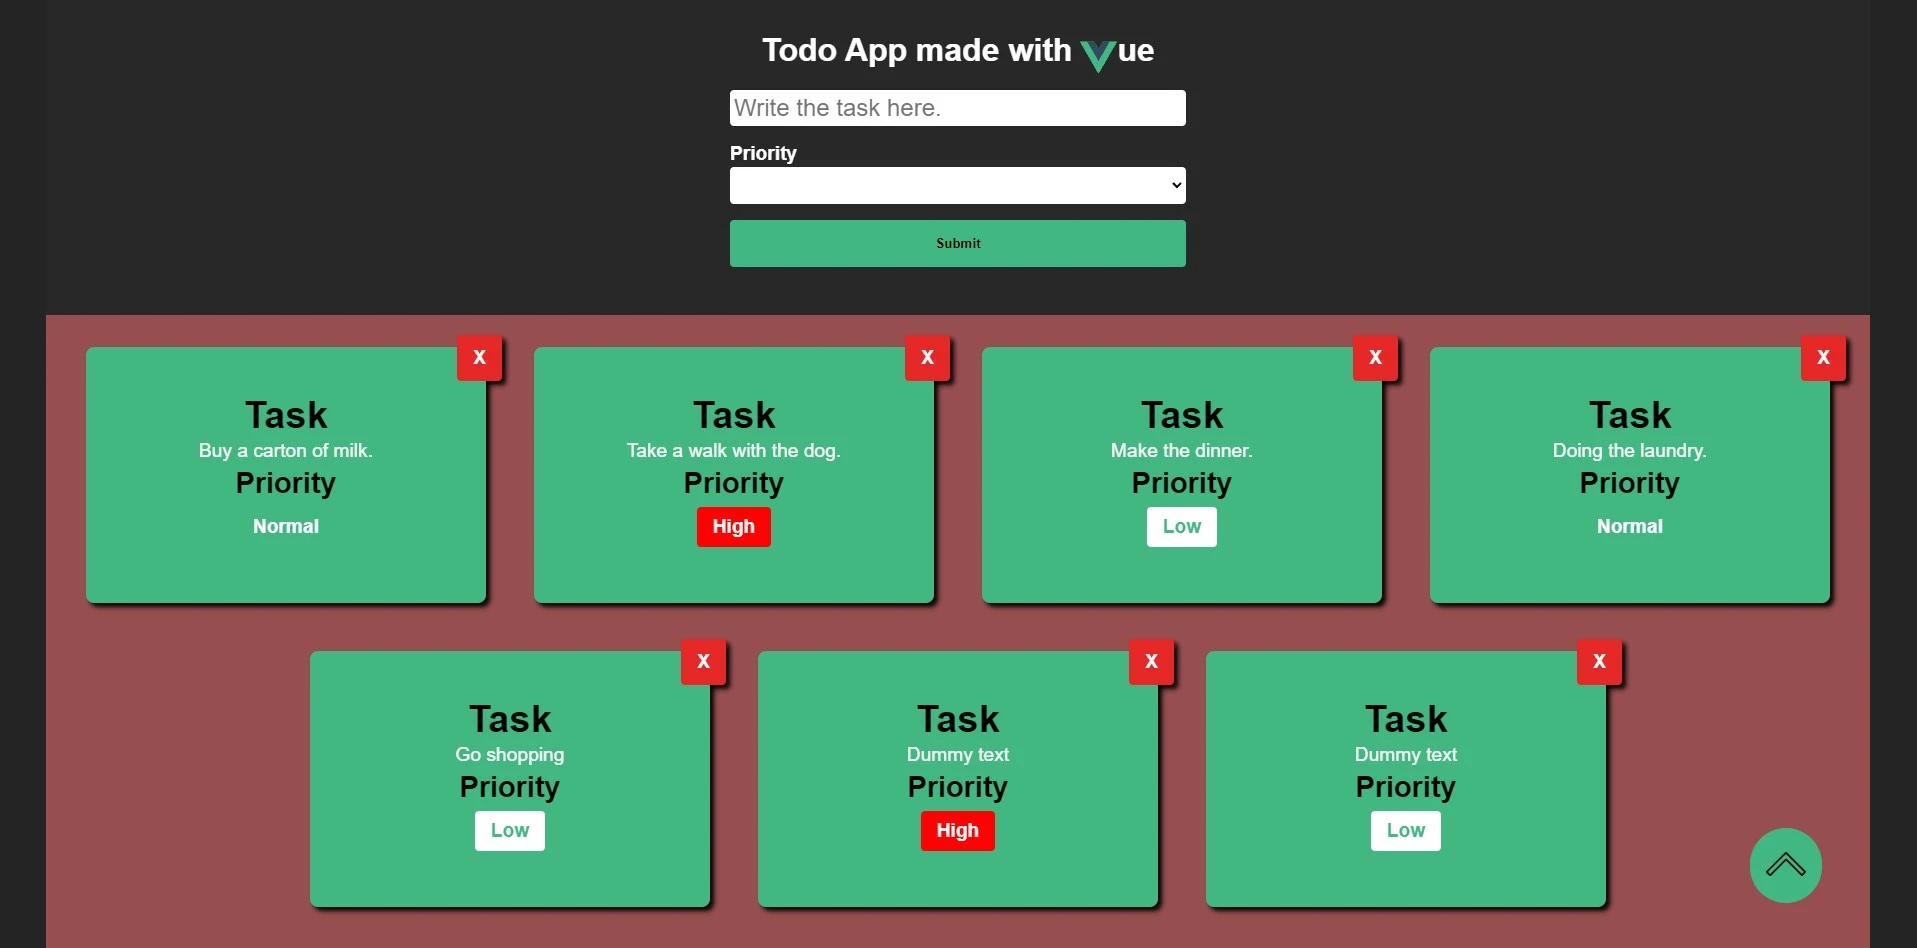 Todo App made with Vue
Write the task here.
Priority
Submit
X
Task
Buy a carton of milk.
Priority
Normal
X
Task
Take a walk with the dog.
Priority
High
X
Task
Make the dinner.
Priority
Low
X
Task
Doing the laundry.
Priority
Normal
X
Task
Go shopping
Priority
Low
X
Task
Dummy text
Priority
High
X
Task
Dummy text
Priority
Low